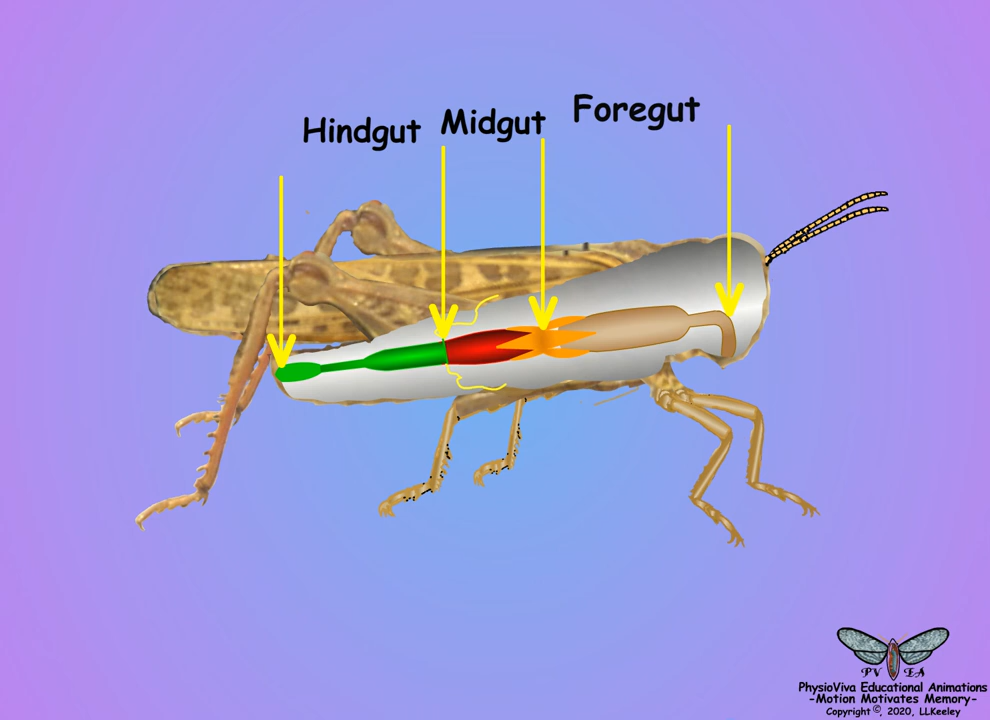 Hindgut Midgut Foregut
PV EA
PhysioViva Educational Animations
-Motion Motivates Memory-
Copyright ©, 2020, LLKeeley